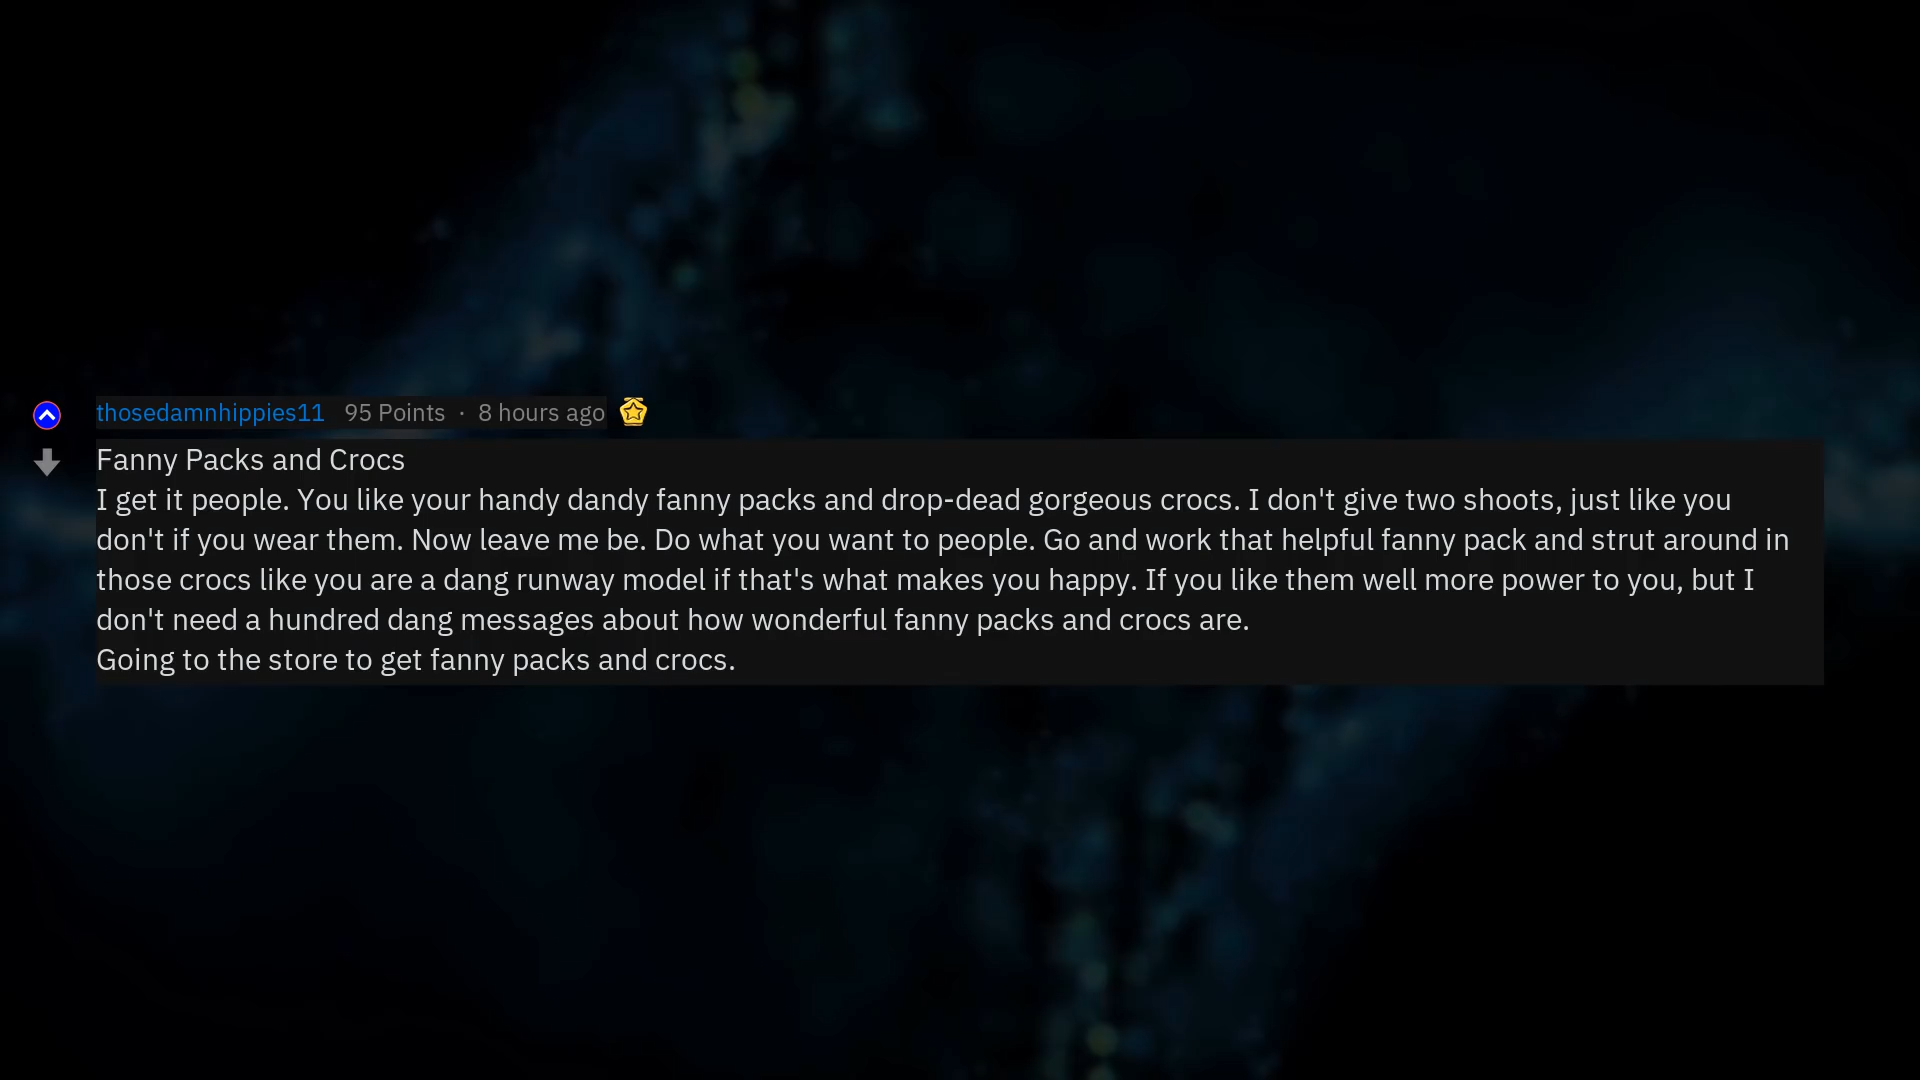 thosedamnhippies11 95 Points · 8 hours ago
Fanny Packs and Crocs
I get it people. You like your handy dandy fanny packs and drop-dead gorgeous crocs. I don't give two shoots, just like you
don't if you wear them. Now leave me be. Do what you want to people. Go and work that helpful fanny pack and strut around in
those crocs like you are a dang runway model if that's what makes you happy. If you like them well more power to you, but I
don't need a hundred dang messages about how wonderful fanny packs and crocs are.
Going to the store to get fanny packs and crocs.